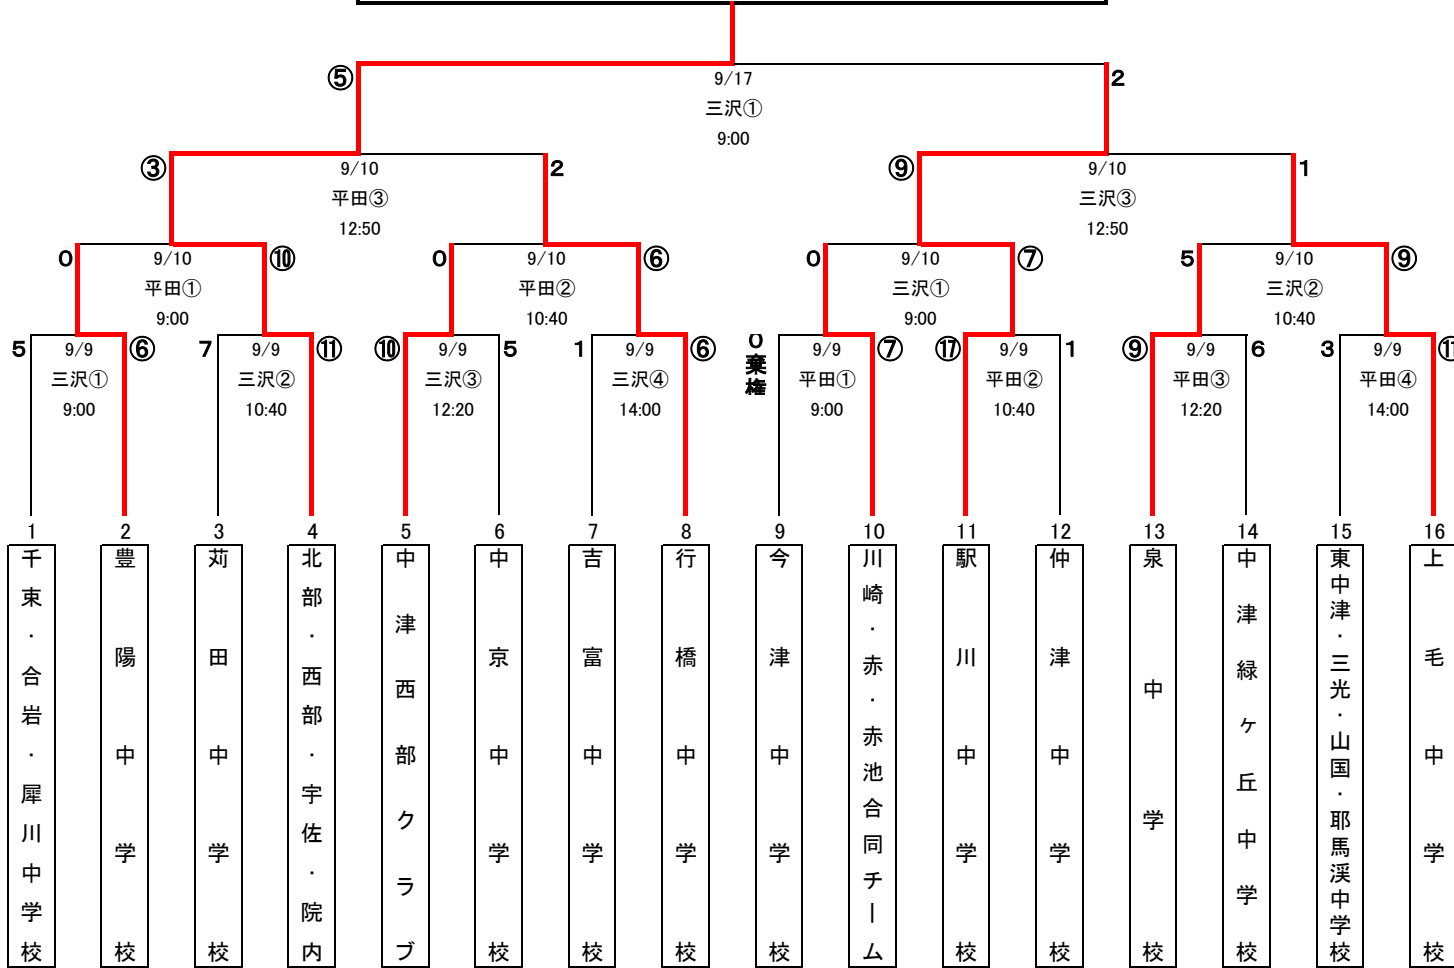 ⑤ 9/17 2
三沢①
9:00
③ 9/10 2 ⑨ 9/10 1
平田③ 三沢③
12:50 12:50
0 9/10 ⑩ 0 9/10 ⑥ 0 9/10 ⑦ 5 9/10 ⑨
平田① 平田② 三沢① 三沢②
9:00 10:40 9:00 10:40
5 9/9 ⑥ 7 9/9 ⑪ ⑩ 9/9 5 1 9/9 ⑥ 0棄権 9/9 ⑦ ⑰ 9/9 1 ⑨ 9/9 6 3 9/9
三沢① 三沢② 三沢③ 三沢④ 平田① 平田② 平田③ 平田④
9:00 10:40 12:20 14:00 9:00 10:40 12:20 14:00
1 2 3 4 5 6 7 8 9 10 11 12 13 14 15 16
千束・合岩・犀川中学校
豊陽中学校
苅田中学校
北部・西部・宇佐・院内
中津西部クラブ
中京中学校
吉富中学校
行橋中学校
今津中学校
川崎・赤・赤池合同チーム
駅川中学校
仲津中学校
泉中学校
中津緑ヶ丘中学校
東中津・三光・山国・耶馬渓中学校
上毛中学校